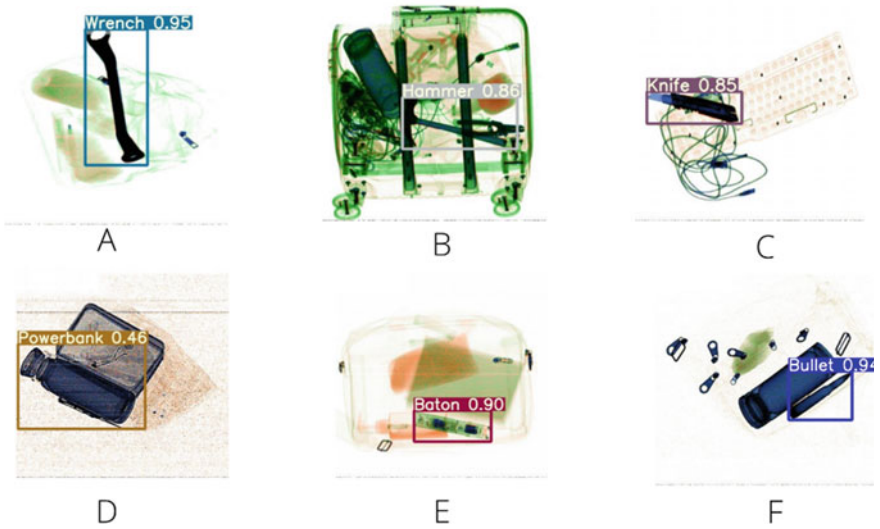 Wrench 0.95
Hammer 0.86
Knife 0.85
A
B
C
Powerbank 0.46
Baton 0.90
Bullet 0.94
D
E
F